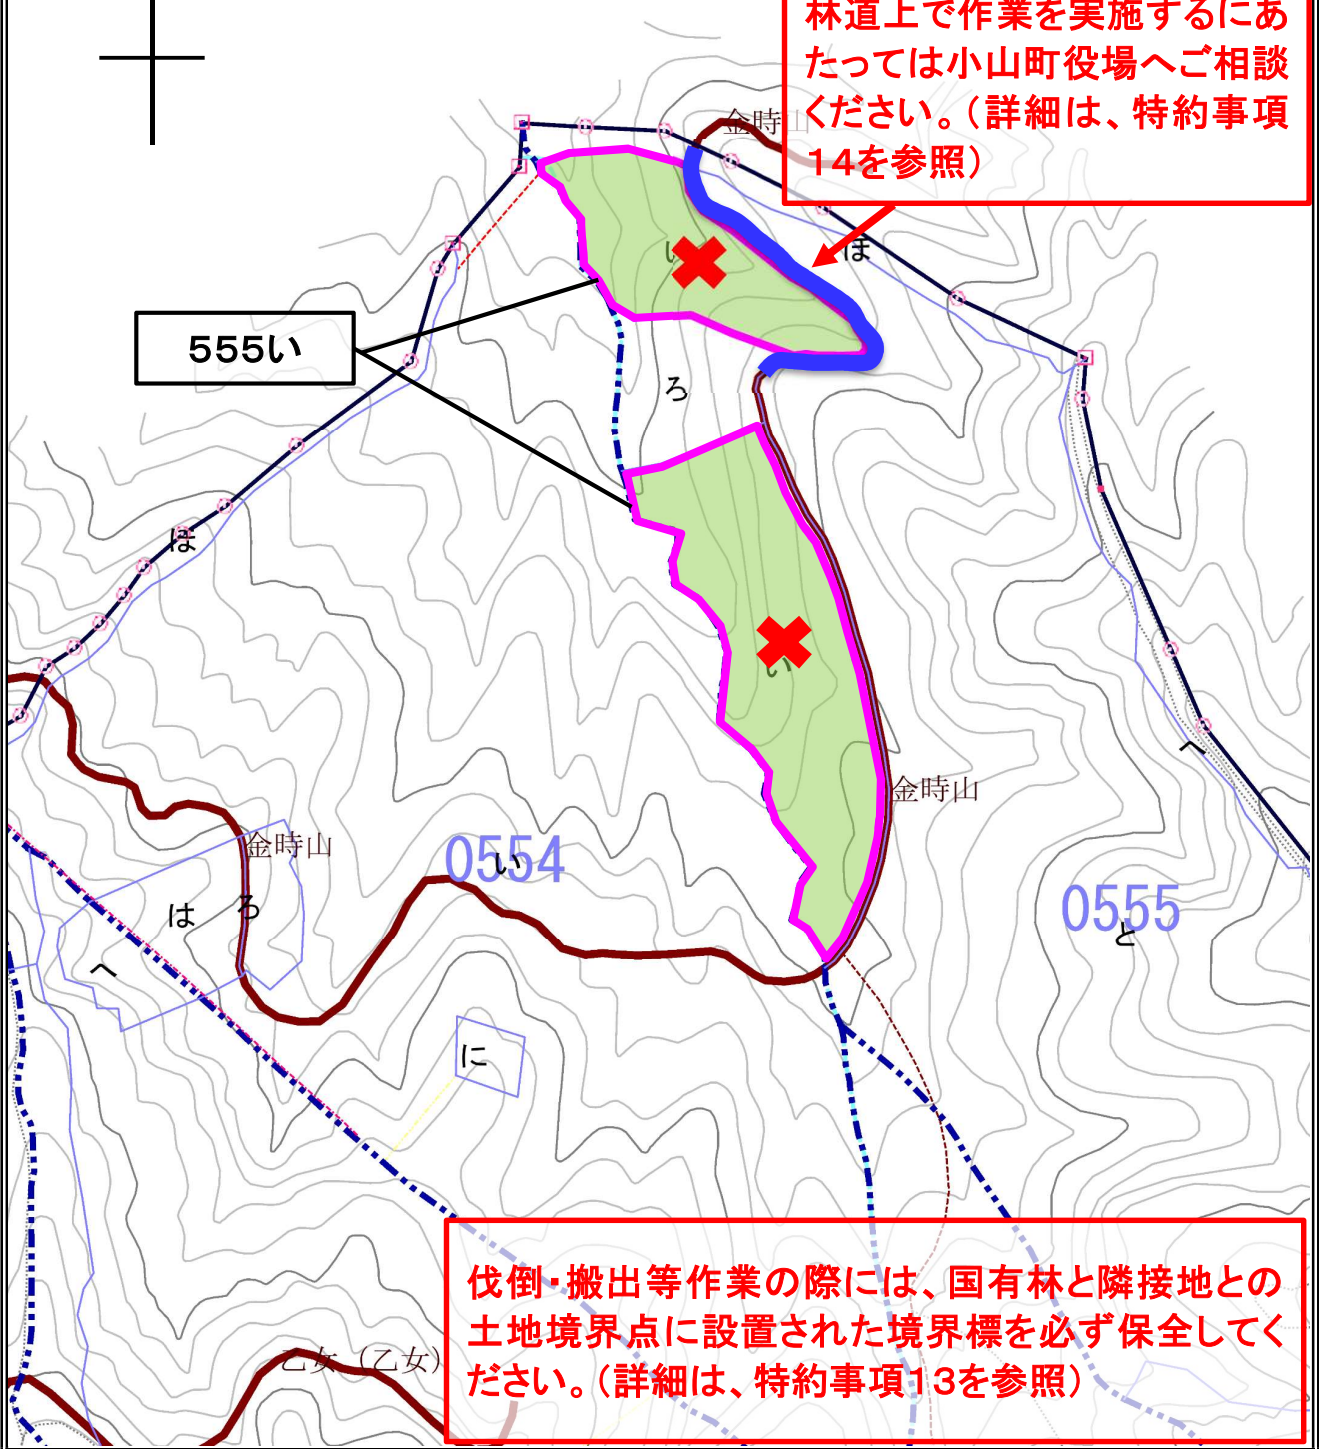 林道上で作業を実施するにあ
たっては小山町役場へご相談
ください。（詳細は、特約事項
14を参照）
金時山
い
ほ
555い
ろ
ほ
い
へ
金時山
金時山
0554
い
は
ろ
0555
と
へ
に
伐倒・搬出等作業の際には、国有林と隣接地との
土地境界点に設置された境界標を必ず保全してく
ださい。（詳細は、特約事項13を参照）
乙女（乙女）